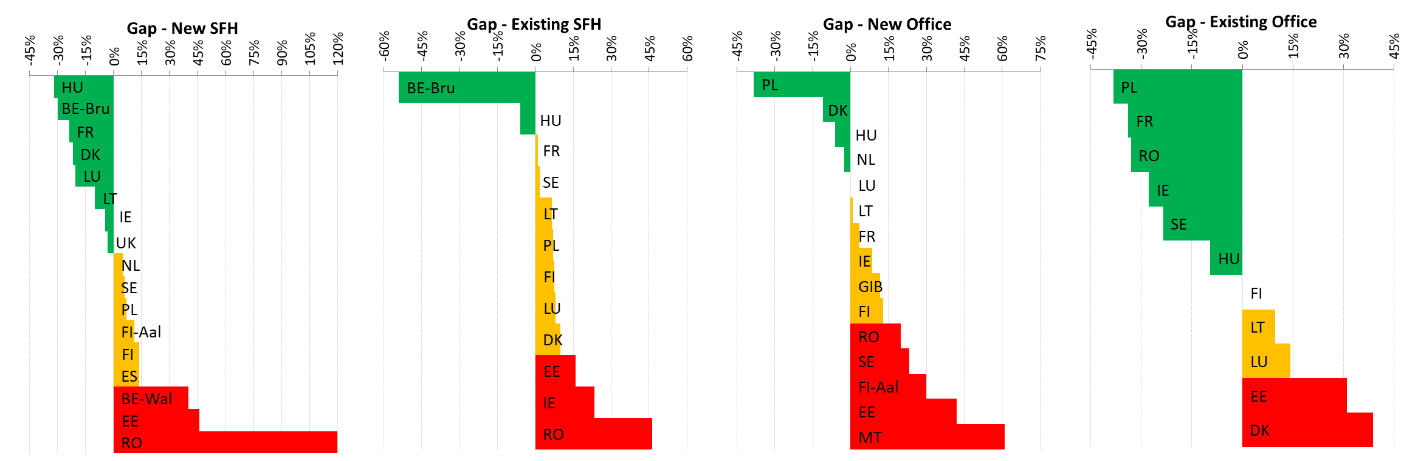 Gap - New SFH
-45% -30% -15% 0% 15% 30% 45% 60% 75% 90% 105% 120%
HU
BE-Bru
FR
DK
LU
LT
IE
UK
NL
SE
PL
FI-Aal
FI
ES
BE-Wal
EE
RO
Gap - Existing SFH
-60% -45% -30% -15% 0% 15% 30% 45% 60%
BE-Bru
HU
FR
SE
LT
PL
FI
LU
DK
EE
IE
RO
Gap - New Office
-45% -30% -15% 0% 15% 30% 45% 60% 75%
PL
DK
HU
NL
LU
LT
FR
IE
GIB
FI
RO
SE
FI-Aal
EE
MT
Gap - Existing Office
-45% -30% -15% 0% 15% 30% 45%
PL
FR
RO
IE
SE
HU
FI
LT
LU
EE
DK